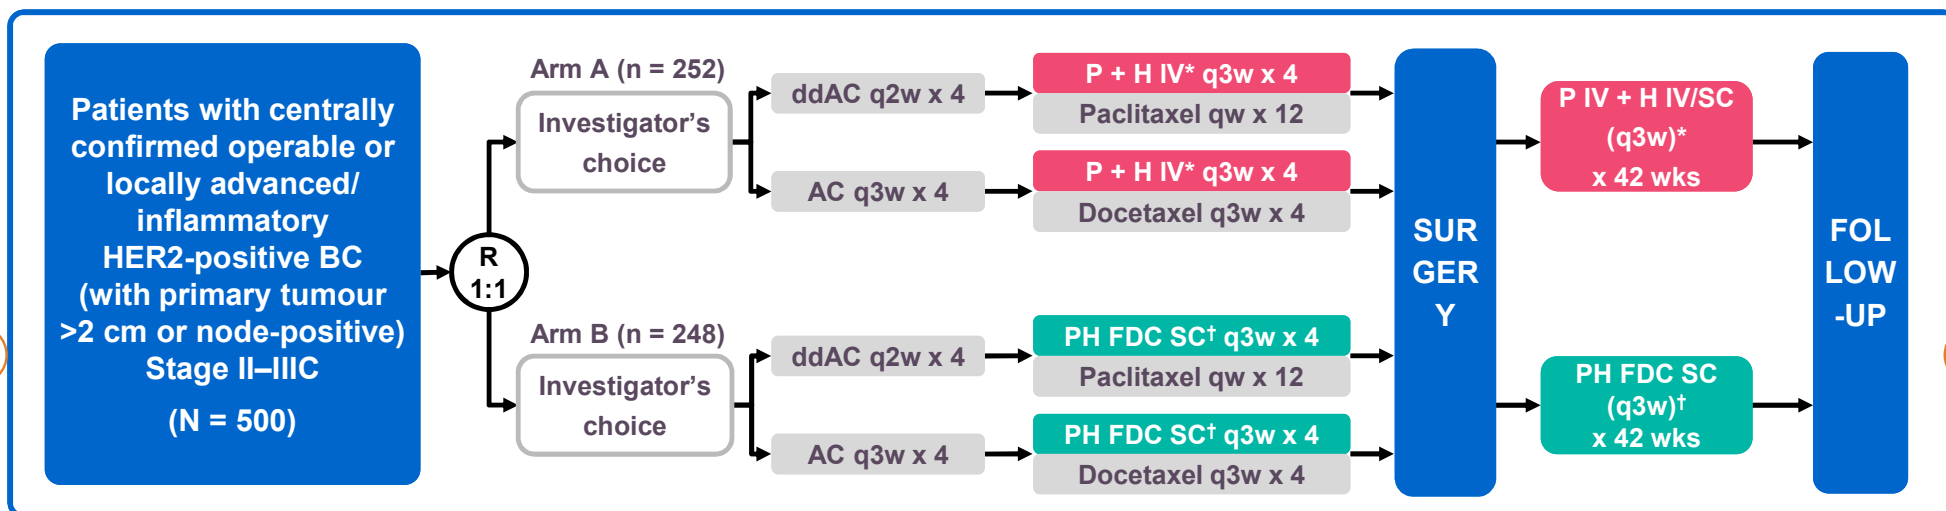 Patients with centrally
confirmed operable or
locally advanced/
inflammatory
HER2-positive BC
(with primary tumour
>2 cm or node-positive)
Stage II–IIIC
(N = 500)
R
1:1
Arm A (n = 252)
Investigator's
choice
ddAC q2w x 4
P + H IV* q3w x 4
Paclitaxel qw x 12
AC q3w x 4
P + H IV* q3w x 4
Docetaxel q3w x 4
Arm B (n = 248)
Investigator's
choice
ddAC q2w x 4
PH FDC SC† q3w x 4
Paclitaxel qw x 12
AC q3w x 4
PH FDC SC† q3w x 4
Docetaxel q3w x 4
SUR
GER
Y
P IV + H IV/SC
(q3w)*
x 42 wks
PH FDC SC
(q3w)†
x 42 wks
FOL
LOW
-UP